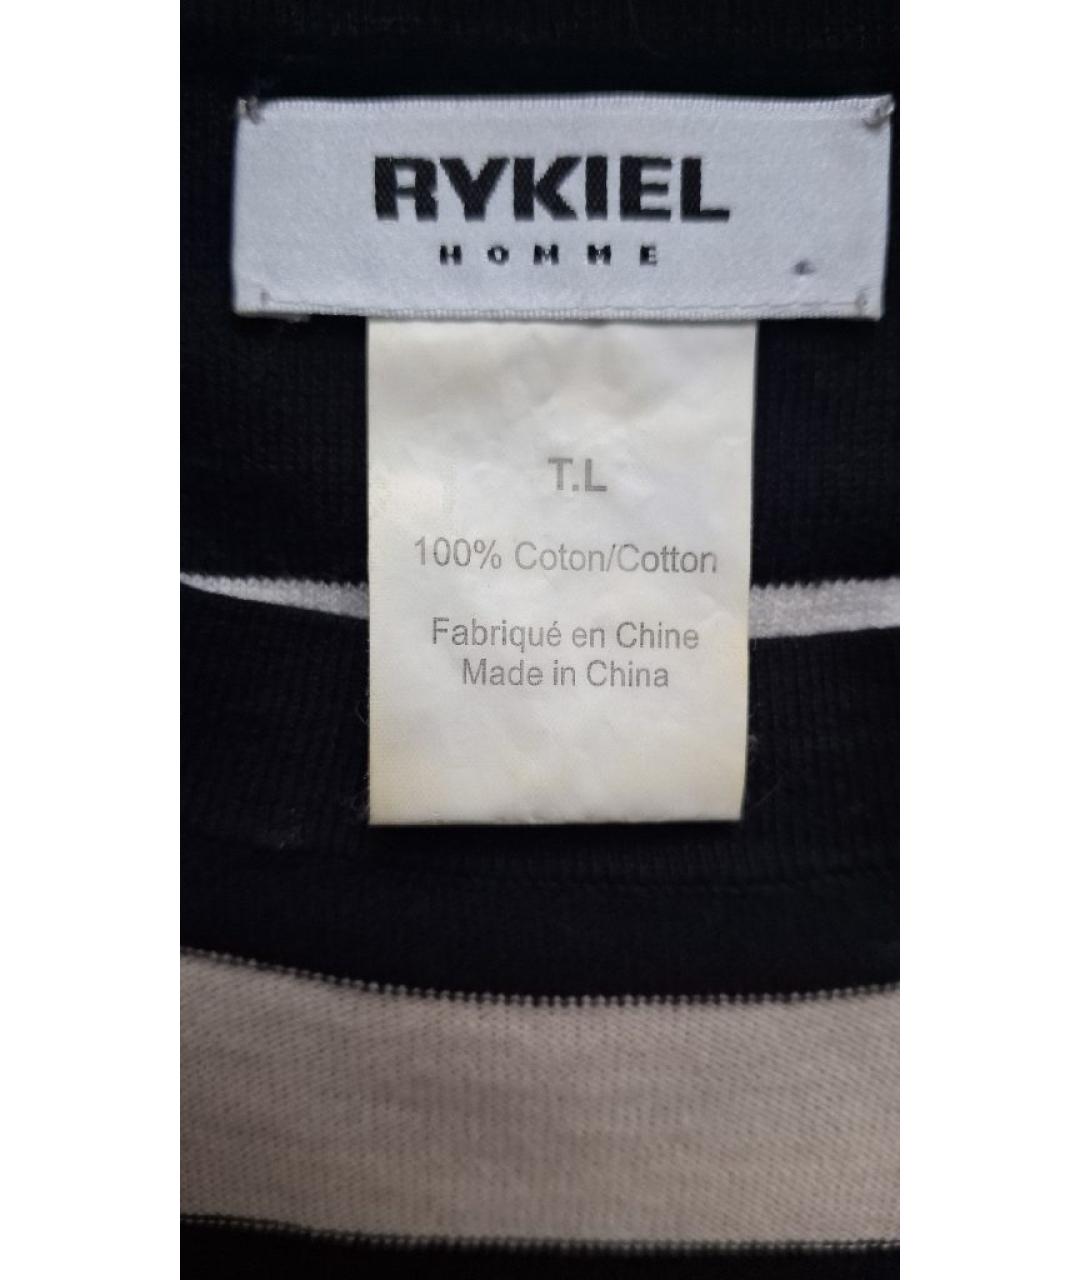 RYKIEL
HOMME
T.L
100% Coton/Cotton
Fabriqué en Chine
Made in China